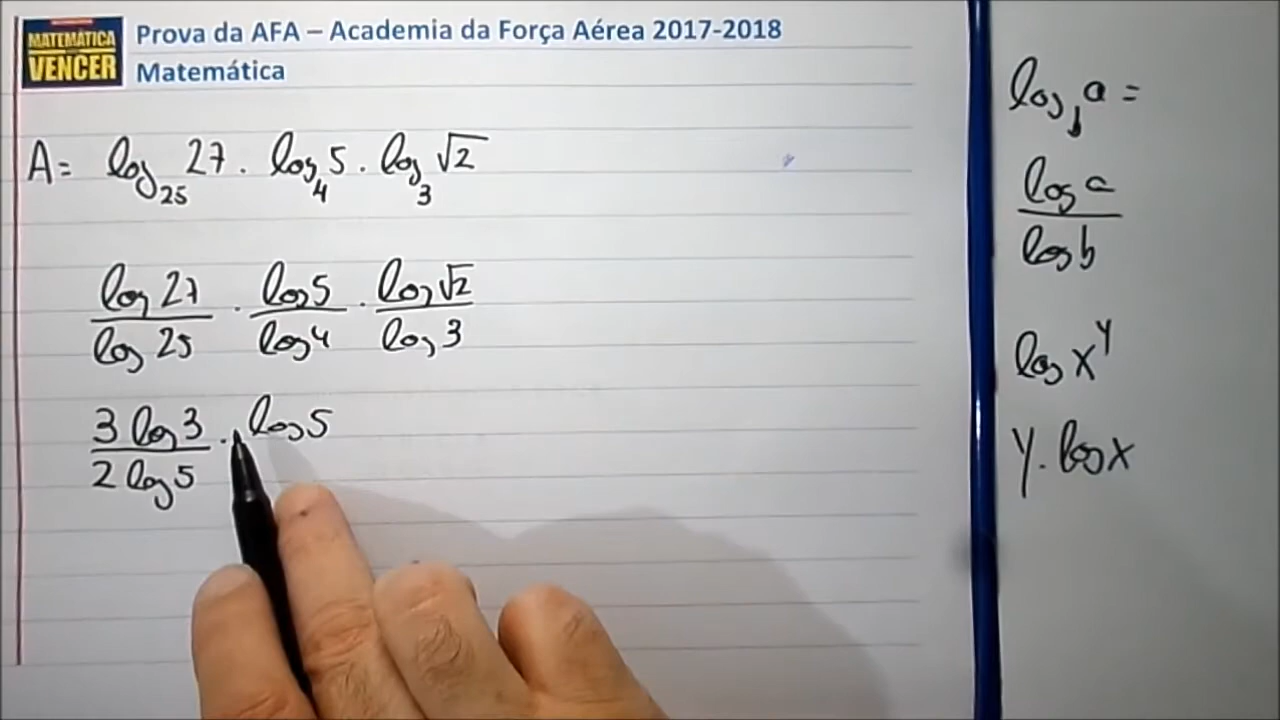 MATEMÁTICA
VENCER
Prova da AFA – Academia da Força Aérea 2017-2018
Matemática
A = log₂₅ 27 . log₄ 5 . log₃ √2
log 27 / log 25 . log 5 / log 4 . log √2 / log 3
3 log 3 / 2 log 5 . log 5
log_b a =
log a
log b
log x^y
y . log x